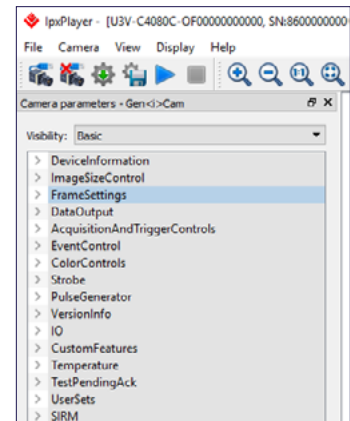 IpxPlayer - [U3V-C4080C-OF00000000000, SN:8600000000
File Camera View Display Help
Camera parameters - Gen<i>Cam
Visibility: Basic
DeviceInformation
ImageSizeControl
FrameSettings
DataOutput
AcquisitionAndTriggerControls
EventControl
ColorControls
Strobe
PulseGenerator
VersionInfo
IO
CustomFeatures
Temperature
TestPendingAck
UserSets
SIRM